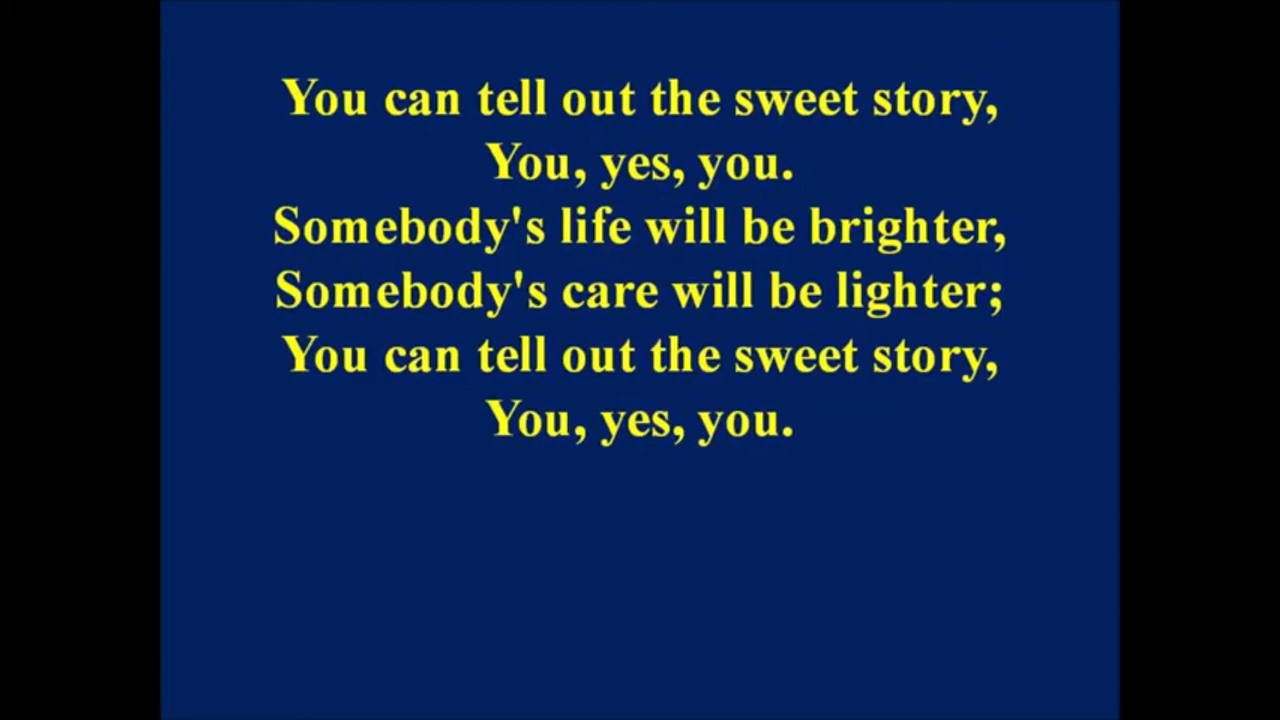 You can tell out the sweet story,
You, yes, you.
Somebody's life will be brighter,
Somebody's care will be lighter;
You can tell out the sweet story,
You, yes, you.